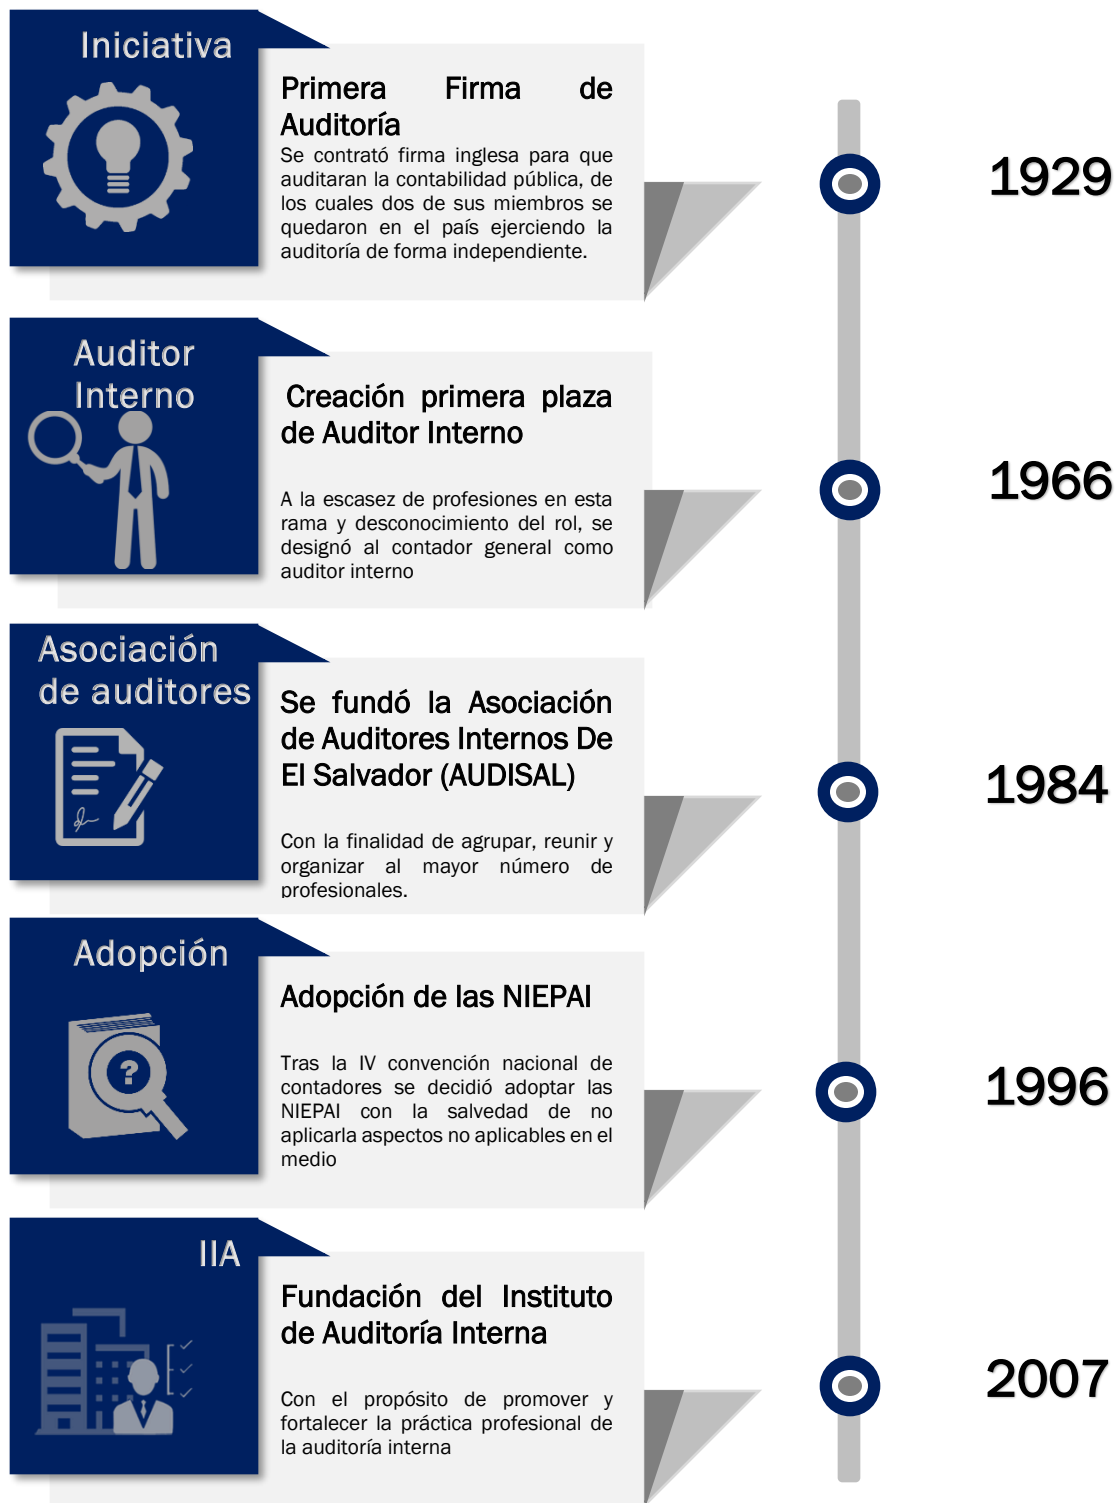 Iniciativa
Primera Firma de
Auditoría
Se contrató firma inglesa para que
auditaran la contabilidad pública, de
los cuales dos de sus miembros se
quedaron en el país ejerciendo la
auditoría de forma independiente.
1929
Auditor
Interno
Creación primera plaza
de Auditor Interno
A la escasez de profesiones en esta
rama y desconocimiento del rol, se
designó al contador general como
auditor interno
1966
Asociación
de auditores
Se fundó la Asociación
de Auditores Internos De
El Salvador (AUDISAL)
Con la finalidad de agrupar, reunir y
organizar al mayor número de
profesionales.
1984
Adopción
?
Adopción de las NIEPAI
Tras la IV convención nacional de
contadores se decidió adoptar las
NIEPAI con la salvedad de no
aplicarla aspectos no aplicables en el
medio
1996
IIA
Fundación del Instituto
de Auditoría Interna
Con el propósito de promover y
fortalecer la práctica profesional de
la auditoría interna
2007